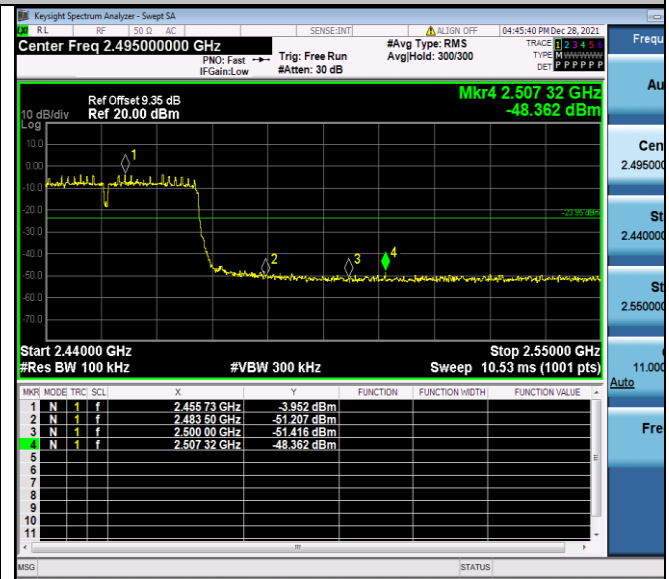 Keysight Spectrum Analyzer - Swept SA
RL RF 50 Ω AC SENSE:INT ALIGN OFF 04:45:40 PM Dec 28, 2021
Center Freq 2.495000000 GHz
PNO: Fast
IFGain:Low
Trig: Free Run
#Atten: 30 dB
#Avg Type: RMS
Avg|Hold: 300/300
TRACE 1 2 3 4 5 6
TYPE M
DET P P P P P P
Frequ
Mkr4 2.507 32 GHz
-48.362 dBm
Ref Offset 9.35 dB
10 dB/div Ref 20.00 dBm
Log
10.0
0.00
-10.0
-20.0
-30.0
-40.0
-50.0
-60.0
-70.0
1
2
3
4
-23.95 dBm
Start 2.44000 GHz Stop 2.55000 GHz
#Res BW 100 kHz #VBW 300 kHz Sweep 10.53 ms (1001 pts)
MKR MODE TRC SCL X Y FUNCTION FUNCTION WIDTH FUNCTION VALUE
1 N 1 f 2.455 73 GHz -3.952 dBm
2 N 1 f 2.483 50 GHz -51.207 dBm
3 N 1 f 2.500 00 GHz -51.416 dBm
4 N 1 f 2.507 32 GHz -48.362 dBm
5
6
7
8
9
10
11
MSG STATUS
Au
Cen
2.495000
St
2.440000
St
2.550000
11.000
Auto
Fre